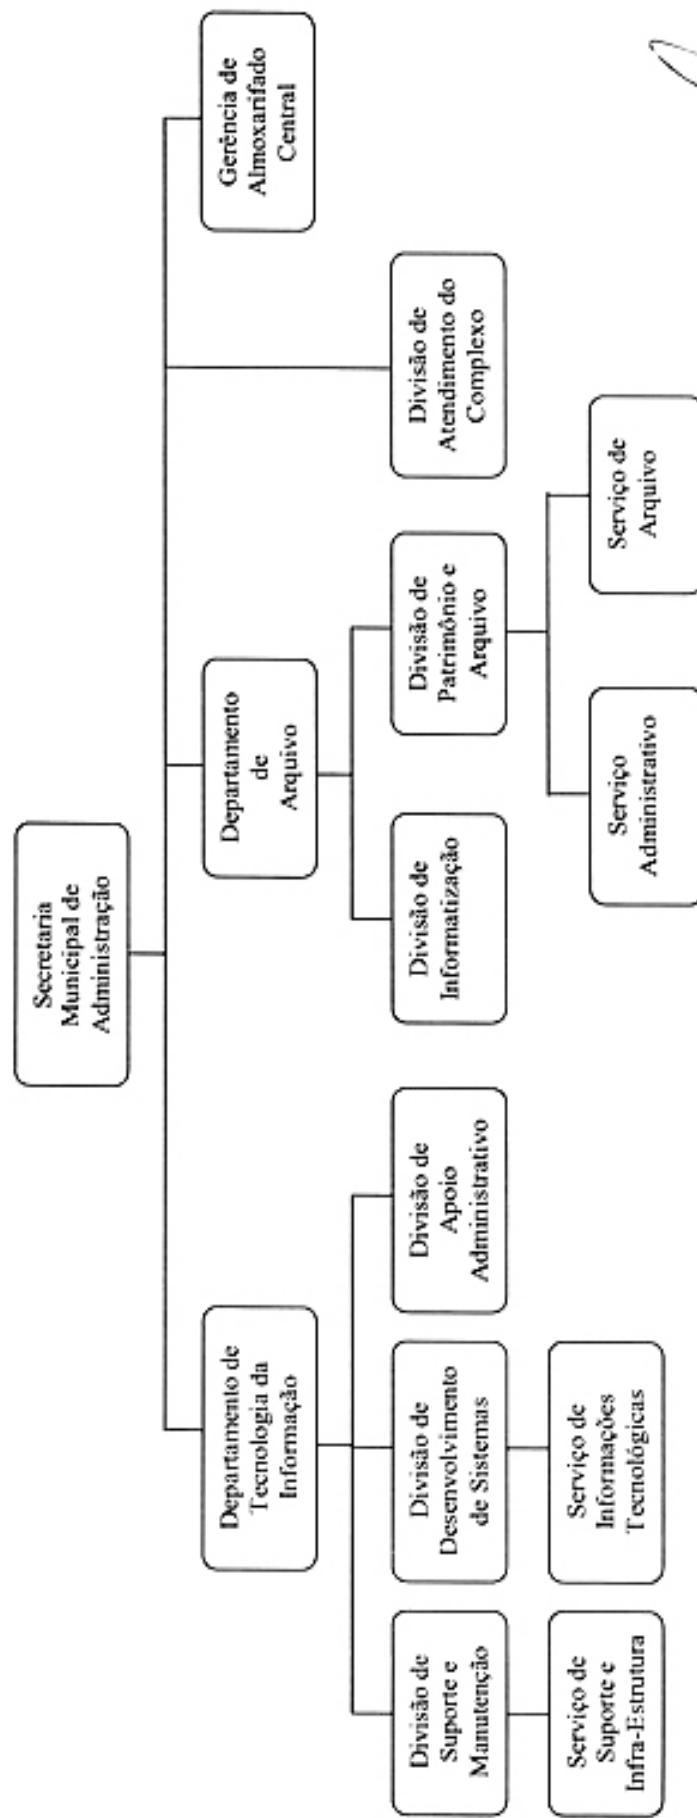 Secretaria
Municipal de
Administração
Departamento de
Tecnologia da
Informação
Departamento
de
Arquivo
Gerência de
Almoxarifado
Central
Divisão de
Suporte e
Manutenção
Divisão de
Desenvolvimento
de Sistemas
Divisão de
Apoio
Administrativo
Divisão de
Informatização
Divisão de
Patrimônio e
Arquivo
Divisão de
Atendimento do
Complexo
Serviço de
Suporte e
Infra-Estrutura
Serviço de
Informações
Tecnológicas
Serviço
Administrativo
Serviço de
Arquivo